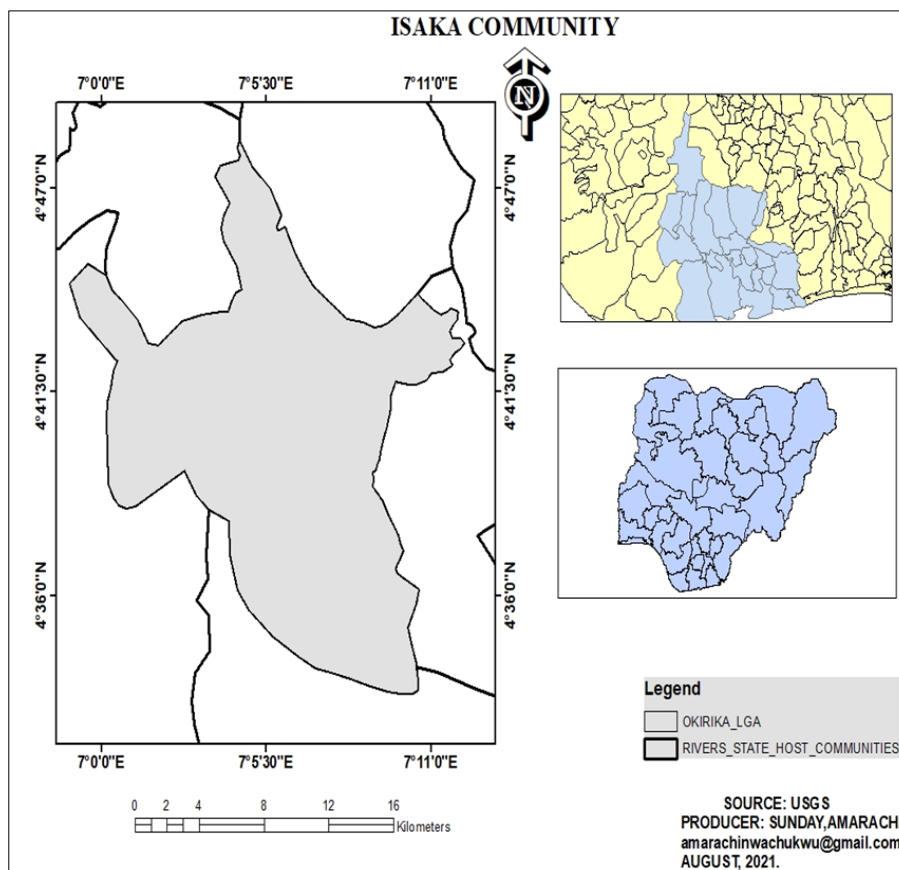 ISAKA COMMUNITY
N
7°0'0"E 7°5'30"E 7°11'0"E
4°47'0"N 4°47'0"N
4°41'30"N 4°41'30"N
4°36'0"N 4°36'0"N
7°0'0"E 7°5'30"E 7°11'0"E
0 2 4 8 12 16
Kilometers
Legend
OKIRIKA_LGA
RIVERS_STATE_HOST_COMMUNITIES
SOURCE: USGS
PRODUCER: SUNDAY,AMARACH
amarachinwachukwu@gmail.com
AUGUST, 2021.